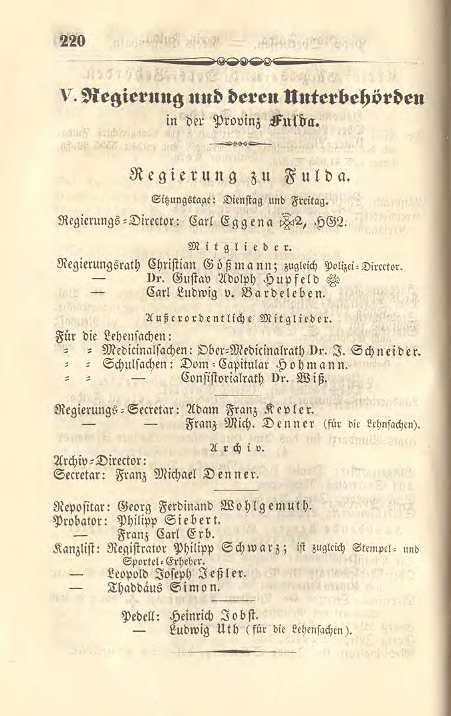 220
V. Regierung und deren Unterbehörden
in der Provinz Fulda.
Regierung zu Fulda.
Sitzungstage: Dienstag und Freitag.
Regierungs-Director: Carl Eggena 2, HG2.
Mitglieder.
Regierungsrath Christian Gößmann; zugleich Polizei-Director.
— Dr. Gustav Adolph Hupfeld
— Carl Ludwig v. Bardeleben.
Außerordentliche Mitglieder.
Für die Lehensachen:
„ „ Medicinalsachen: Ober-Medicinalrath Dr. J. Schneider.
„ „ Schulsachen: Dom-Capitular Hohmann.
„ „ — Consistorialrath Dr. Wiß.
Regierungs-Secretar: Adam Franz Kepler.
— — Franz Mich. Denner (für die Lehnsachen).
Archiv.
Archiv-Director:
Secretar: Franz Michael Denner.
Repositar: Georg Ferdinand Wohlgemuth.
Probator: Philipp Siebert.
— Franz Carl Erb.
Kanzlist: Registrator Philipp Schwarz; ist zugleich Stempel- und
Sportel-Erheber.
— Leopold Joseph Jeßler.
— Thaddäus Simon.
Pedell: Heinrich Jobst.
— Ludwig Uth (für die Lehensachen).